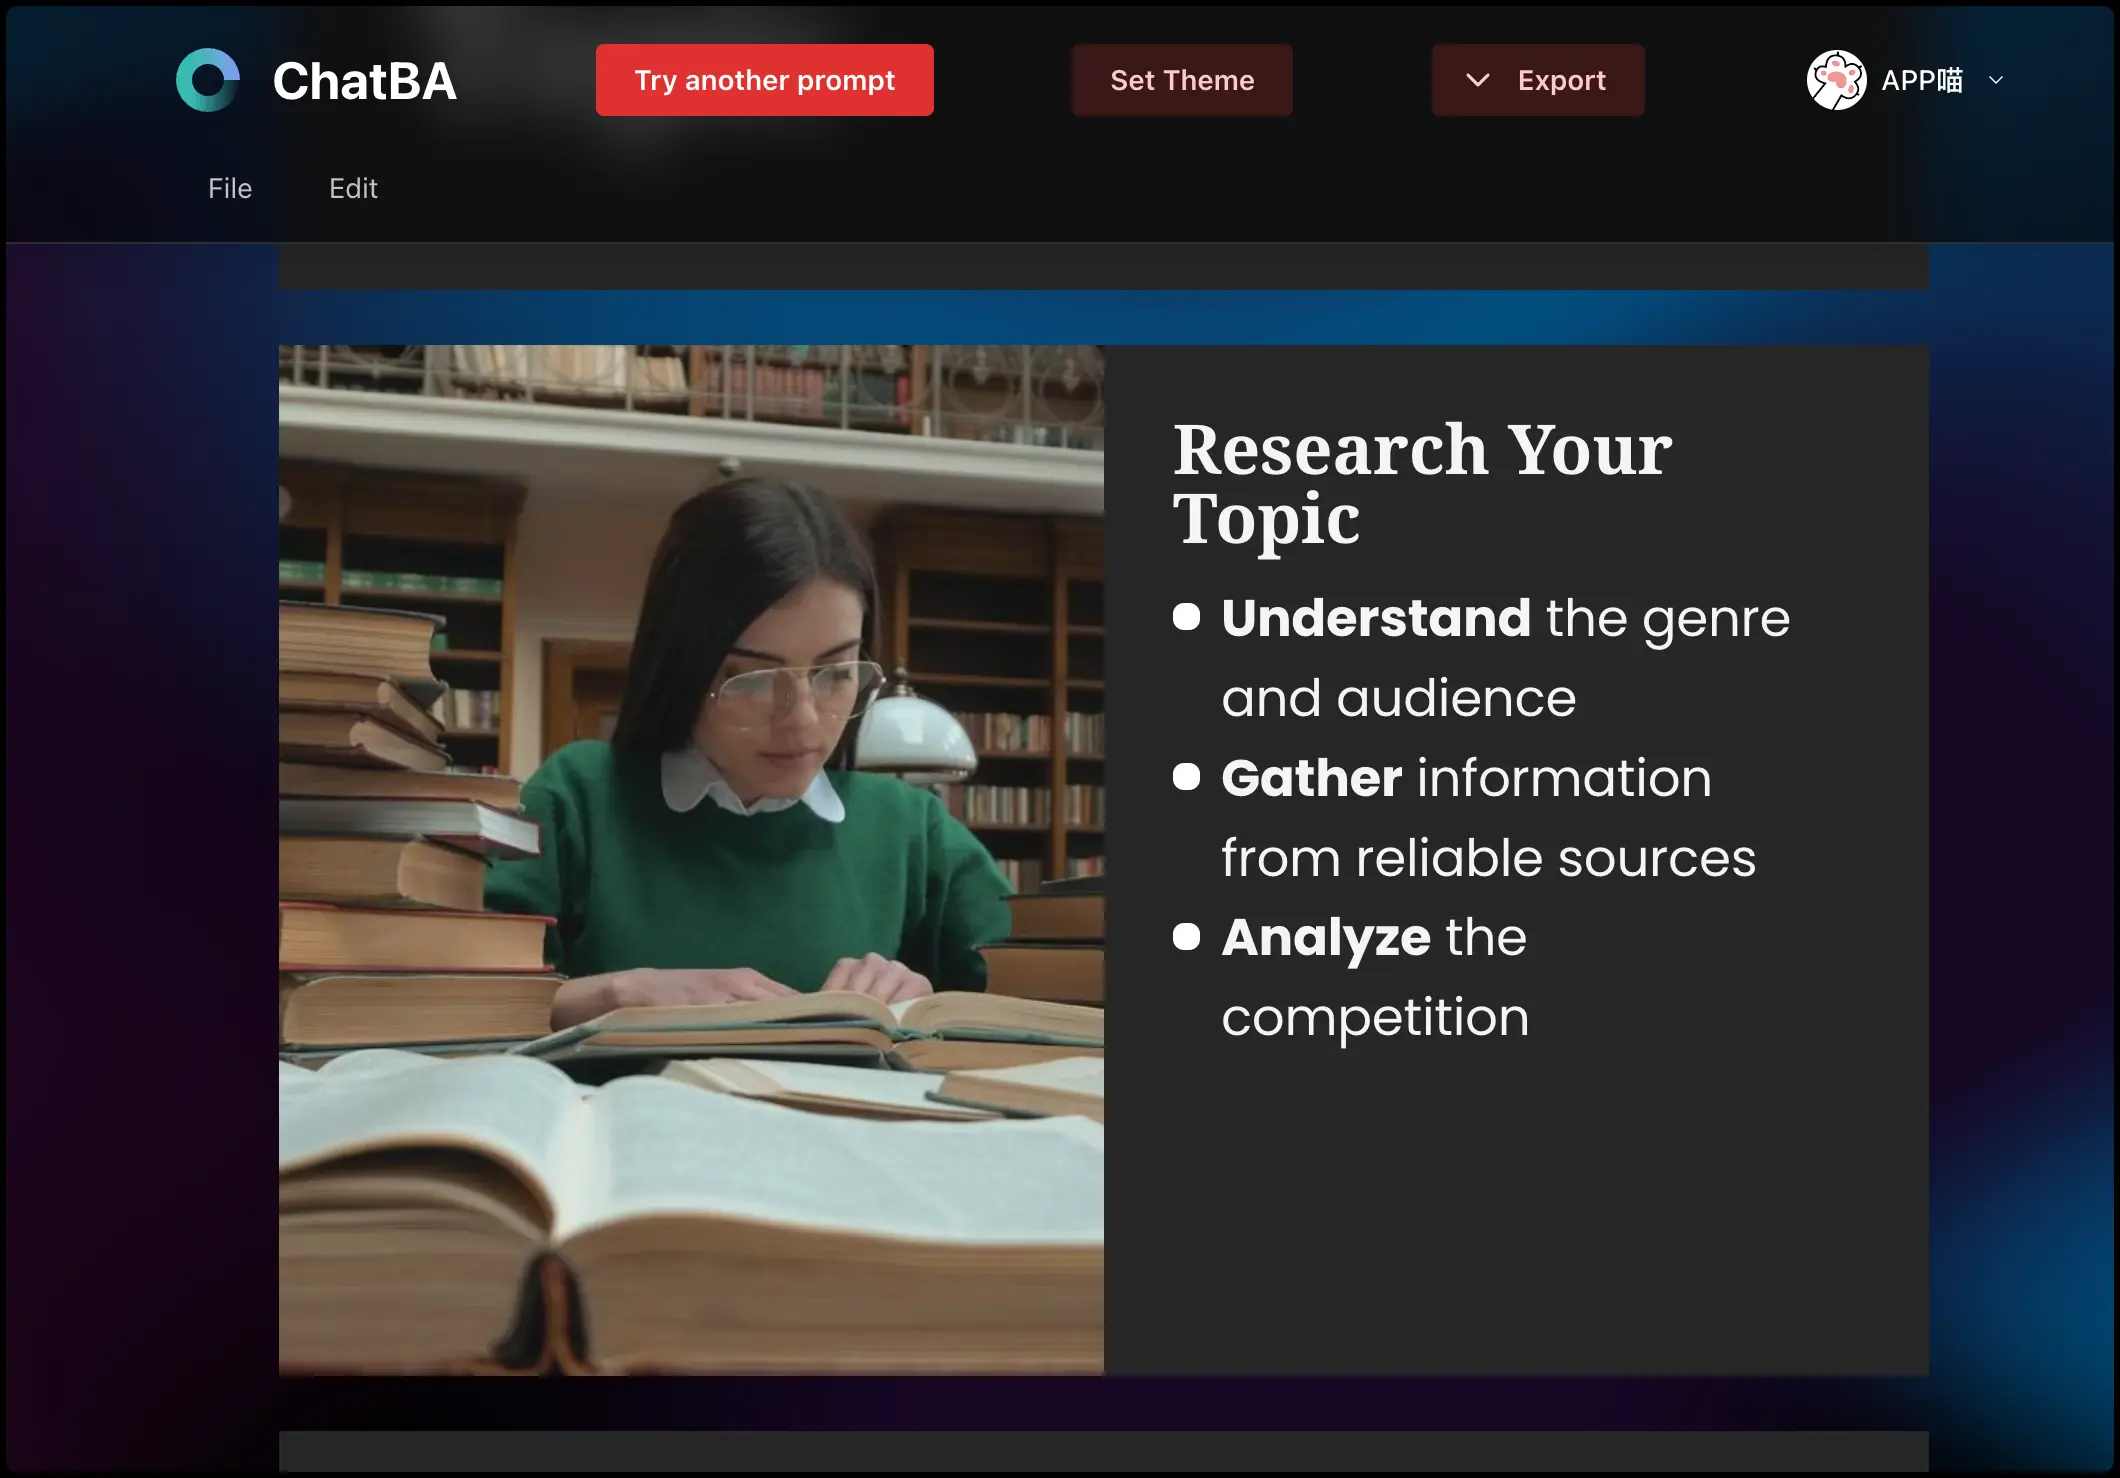 ChatBA
Try another prompt
Set Theme
Export
APP喵
File
Edit
Research Your
Topic
Understand the genre
and audience
Gather information
from reliable sources
Analyze the
competition